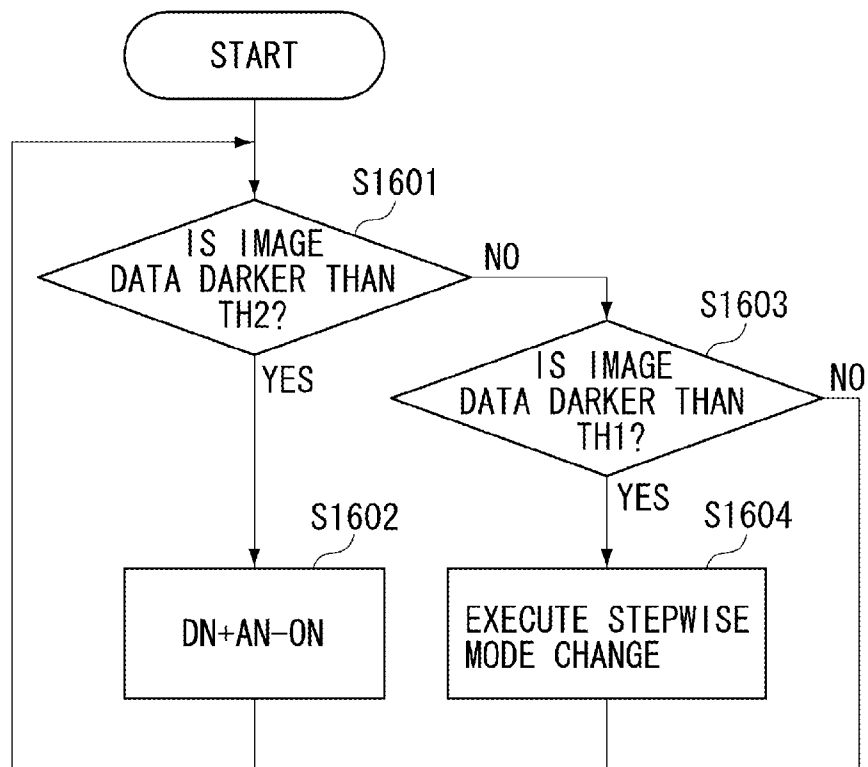 START
S1601
IS IMAGE
DATA DARKER THAN
TH2?
NO
YES
S1603
IS IMAGE
DATA DARKER THAN
TH1?
NO
YES
S1602
DN+AN-ON
S1604
EXECUTE STEPWISE
MODE CHANGE